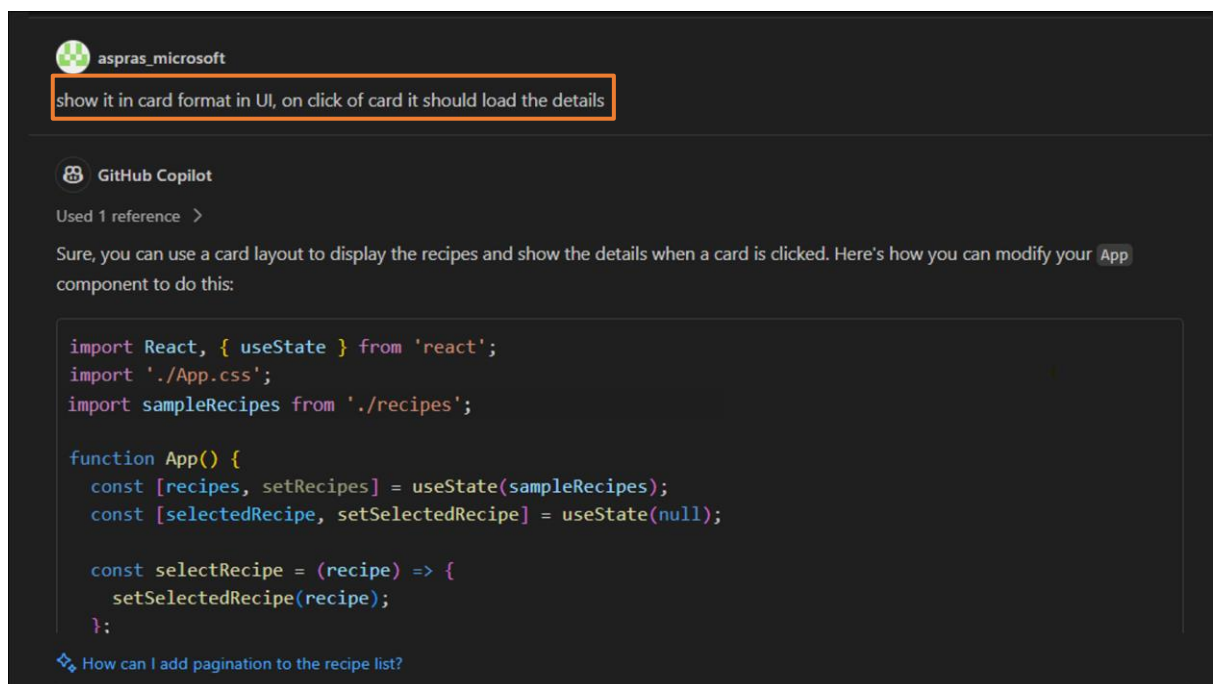 aspras_microsoft
show it in card format in UI, on click of card it should load the details
GitHub Copilot
Used 1 reference >
Sure, you can use a card layout to display the recipes and show the details when a card is clicked. Here's how you can modify your App
component to do this:
import React, { useState } from 'react';
import './App.css';
import sampleRecipes from './recipes';
function App() {
const [recipes, setRecipes] = useState(sampleRecipes);
const [selectedRecipe, setSelectedRecipe] = useState(null);
const selectRecipe = (recipe) => {
setSelectedRecipe(recipe);
};
How can I add pagination to the recipe list?